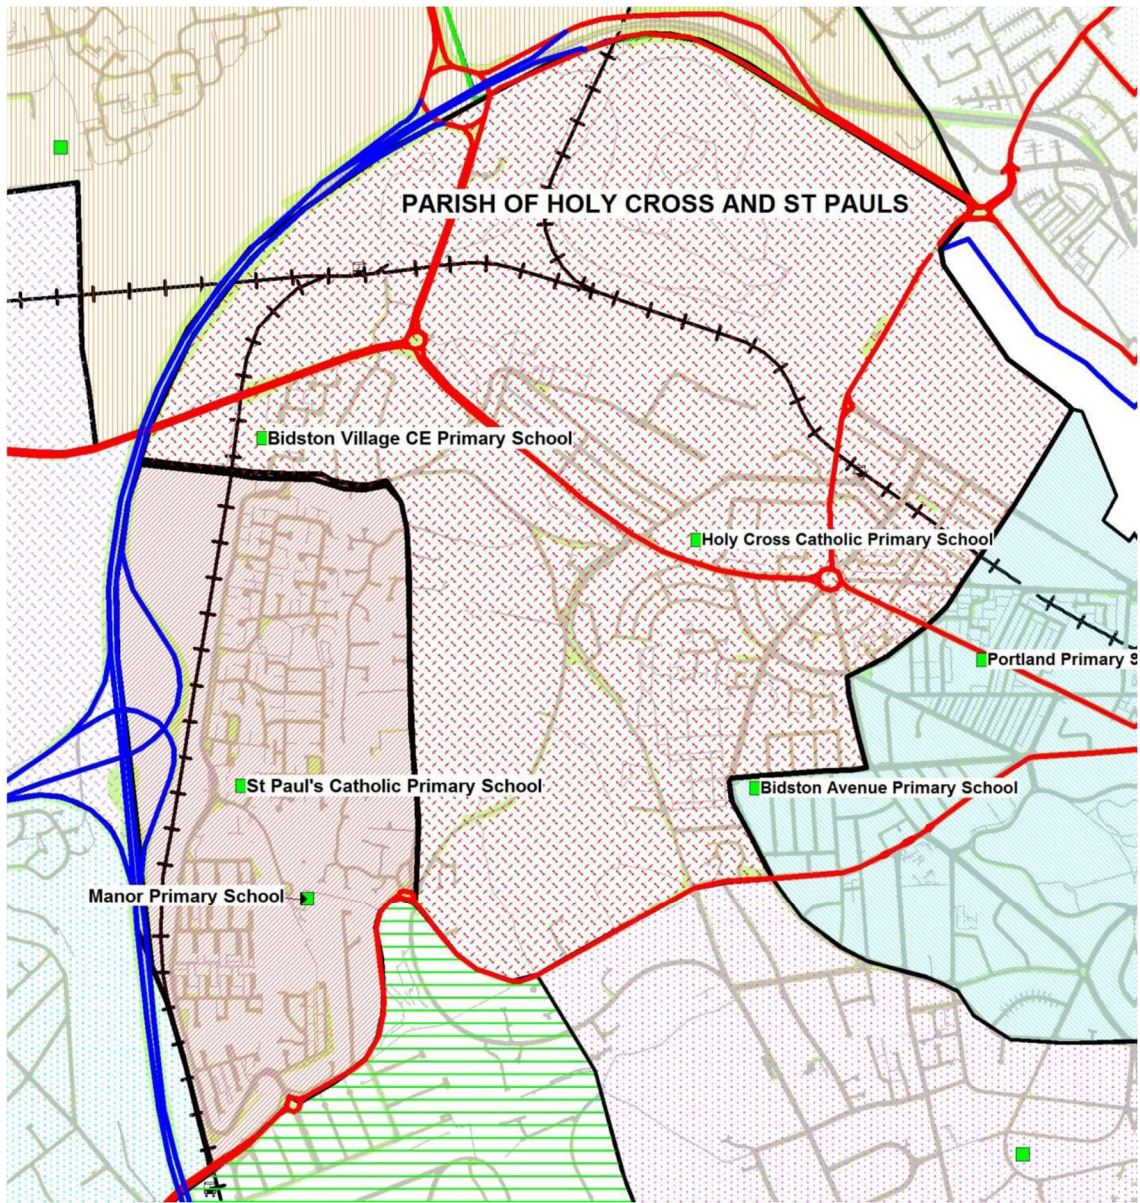 PARISH OF HOLY CROSS AND ST PAULS
Bidston Village CE Primary School
Holy Cross Catholic Primary School
Portland Primary S
St Paul's Catholic Primary School
Bidston Avenue Primary School
Manor Primary School